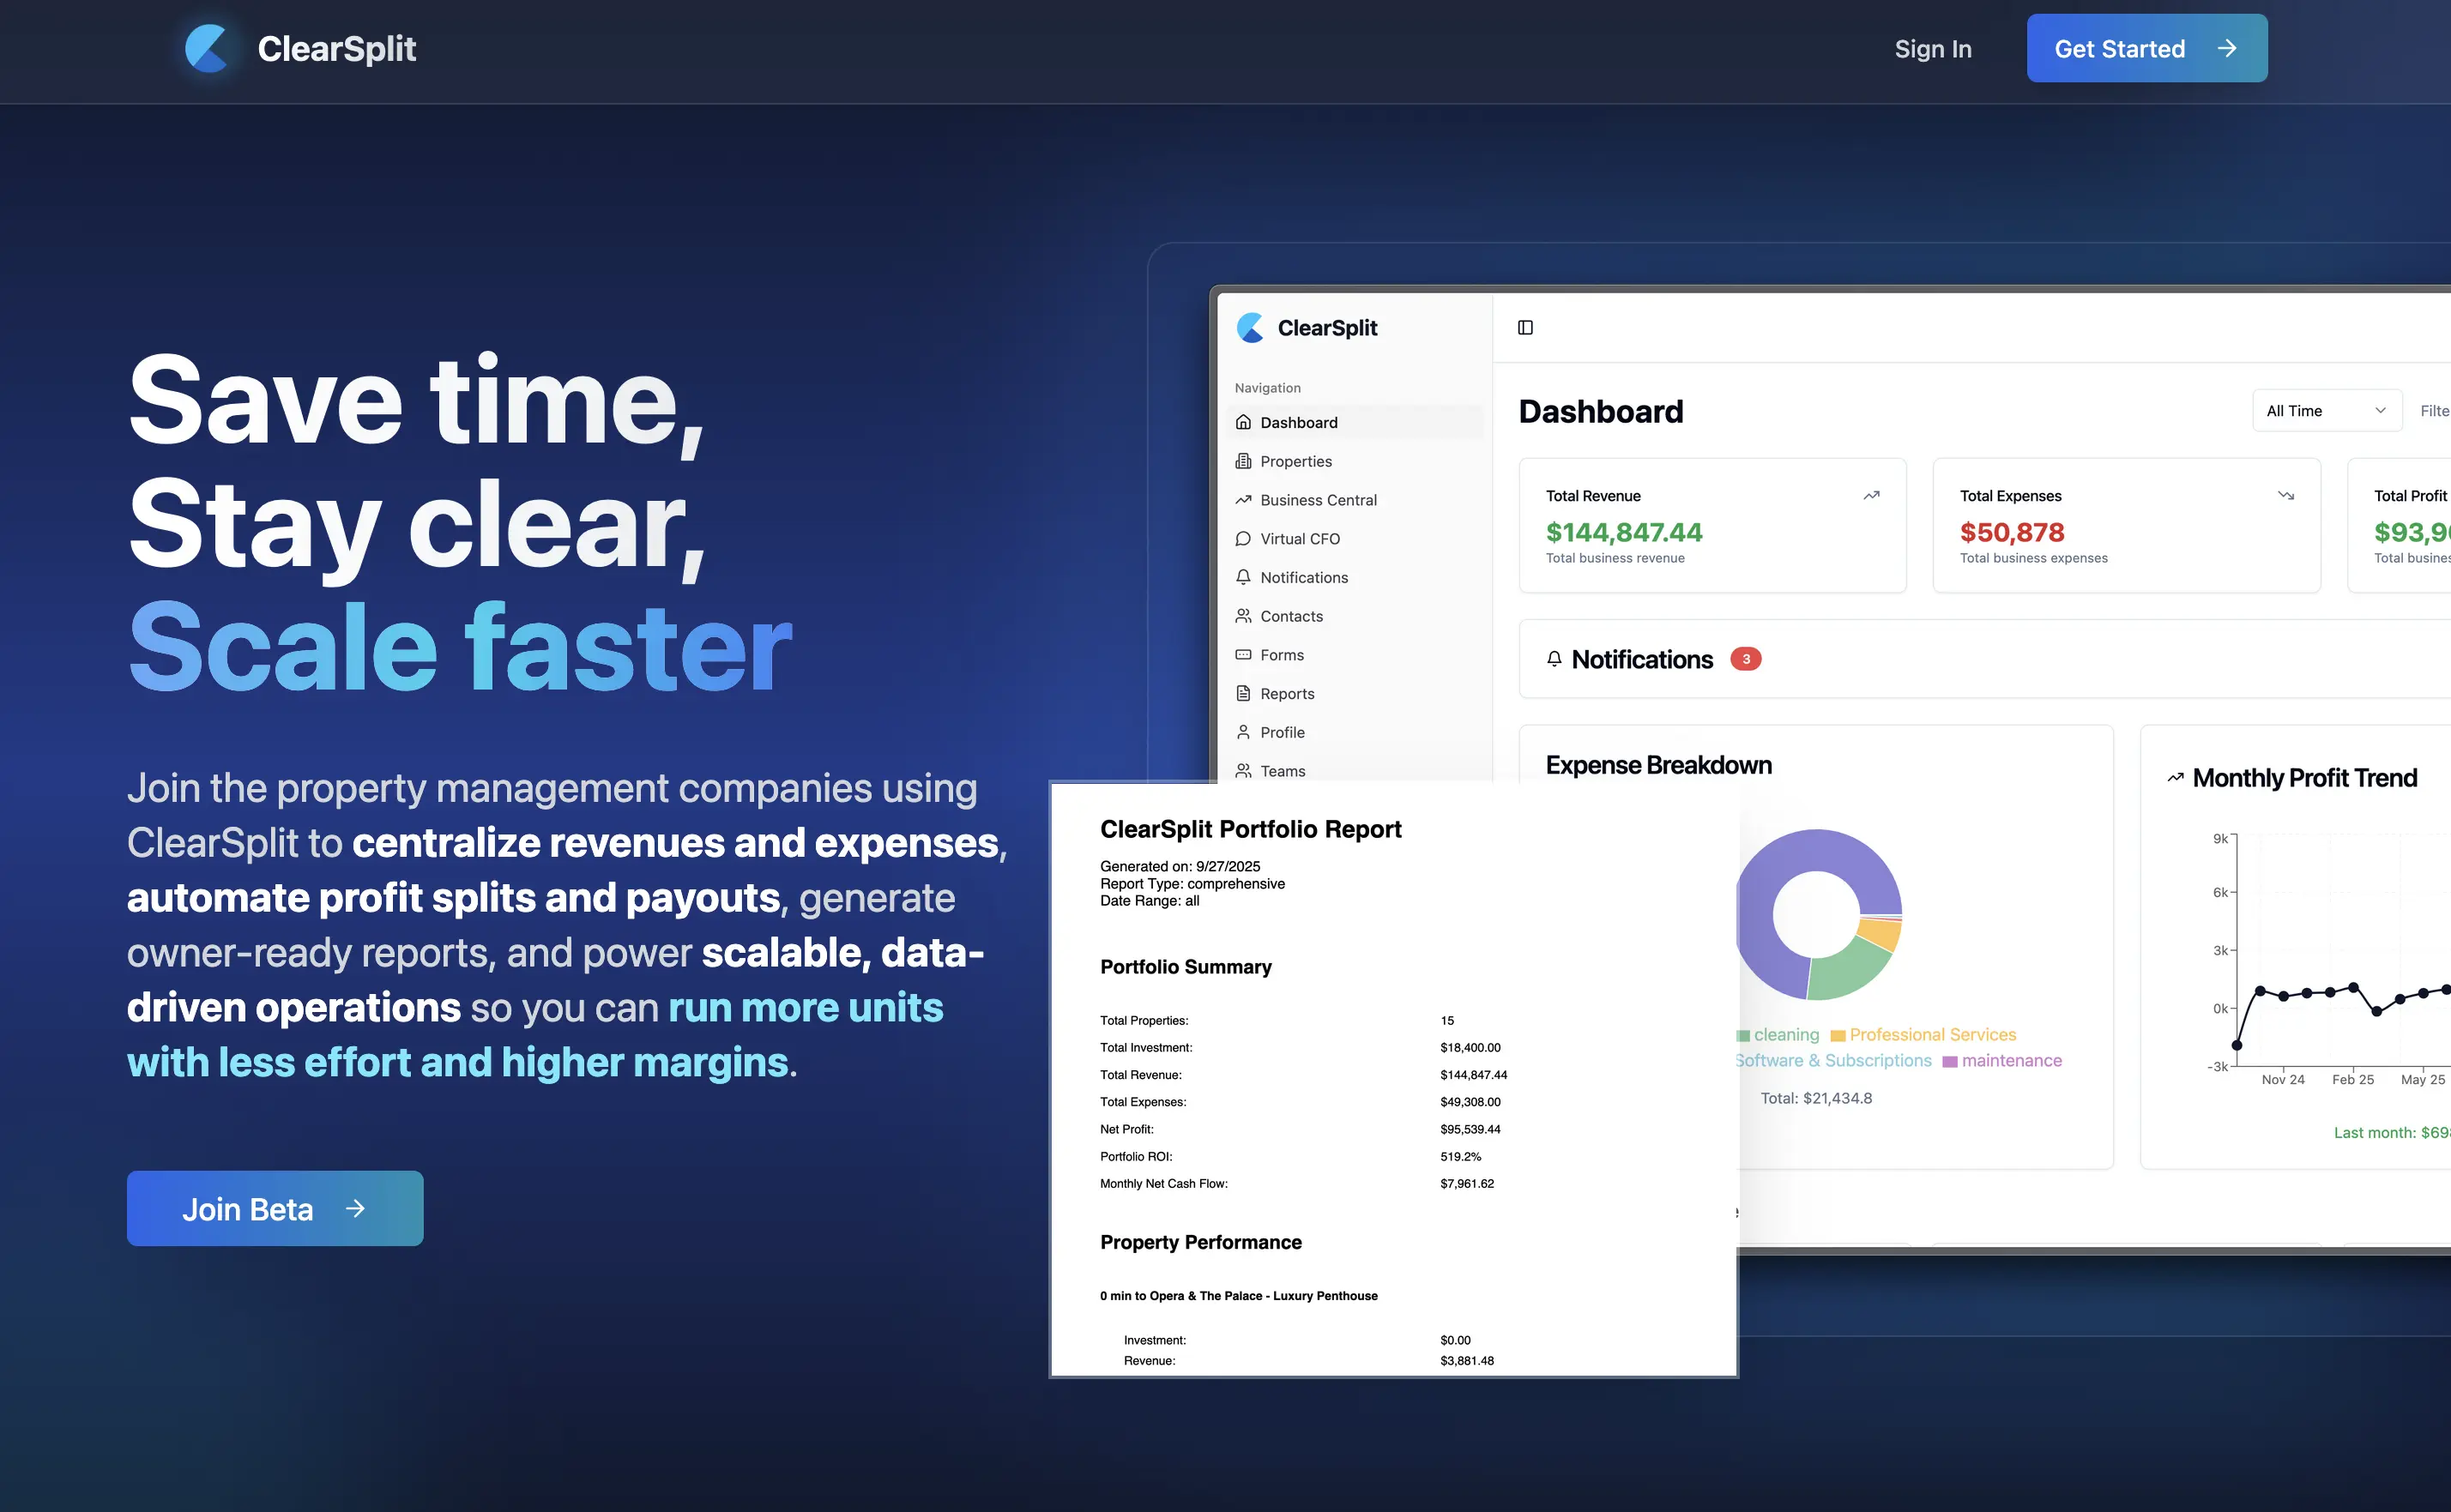 ClearSplit
Sign In
Get Started
Save time,
Stay clear,
Scale faster
Join the property management companies using
ClearSplit to centralize revenues and expenses,
automate profit splits and payouts, generate
owner-ready reports, and power scalable, data-
driven operations so you can run more units
with less effort and higher margins.
Join Beta
ClearSplit
Navigation
Dashboard
Properties
Business Central
Virtual CFO
Notifications
Contacts
Forms
Reports
Profile
Teams
Dashboard
All Time
Filte
Total Revenue
$144,847.44
Total business revenue
Total Expenses
$50,878
Total business expenses
Total Profit
$93,9
Total busines
Notifications 3
Expense Breakdown
cleaning Professional Services
Software & Subscriptions maintenance
Total: $21,434.8
Monthly Profit Trend
9k
6k
3k
0k
-3k
Nov 24 Feb 25 May 25
Last month: $69
ClearSplit Portfolio Report
Generated on: 9/27/2025
Report Type: comprehensive
Date Range: all
Portfolio Summary
Total Properties: 15
Total Investment: $18,400.00
Total Revenue: $144,847.44
Total Expenses: $49,308.00
Net Profit: $95,539.44
Portfolio ROI: 519.2%
Monthly Net Cash Flow: $7,961.62
Property Performance
0 min to Opera & The Palace - Luxury Penthouse
Investment: $0.00
Revenue: $3,881.48